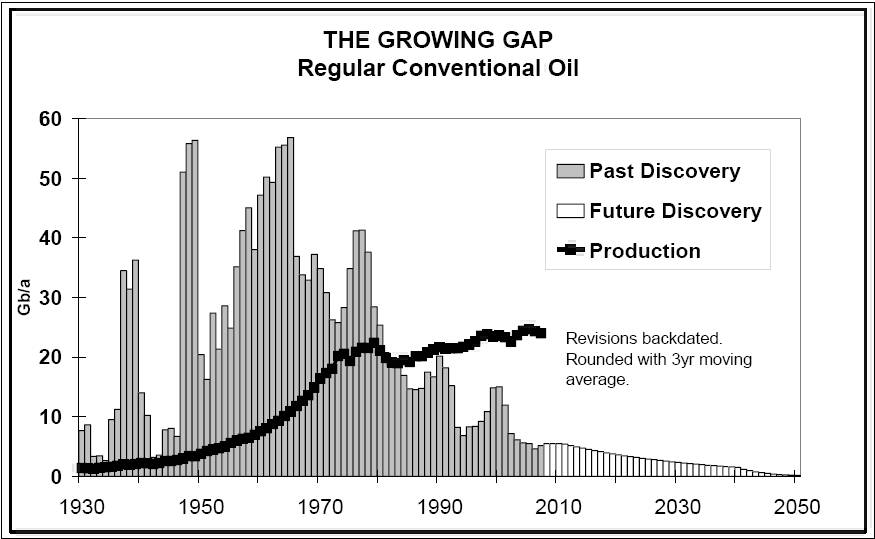 THE GROWING GAP
Regular Conventional Oil
60
50
40
30
20
10
0
Gb/a
Past Discovery
Future Discovery
Production
Revisions backdated.
Rounded with 3yr moving
average.
1930 1950 1970 1990 2010 2030 2050